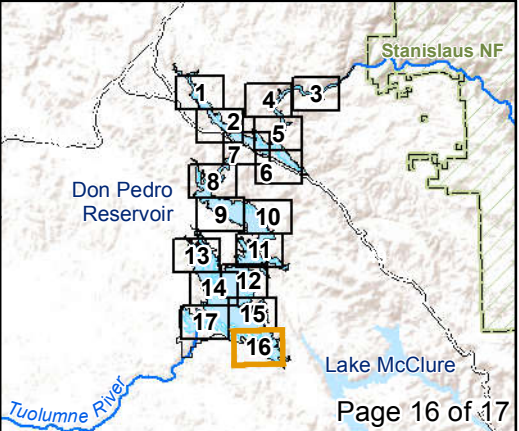 Stanislaus NF
1
4
3
2
5
7
6
8
Don Pedro
Reservoir
9
10
13
11
12
14
15
17
16
Lake McClure
Tuolumne River
Page 16 of 17